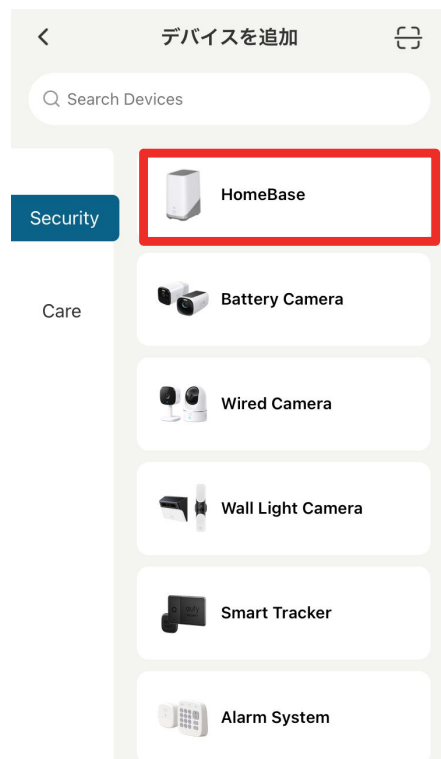 デバイスを追加
Search Devices
Security
Care
HomeBase
Battery Camera
Wired Camera
Wall Light Camera
eufy
Smart Tracker
Alarm System